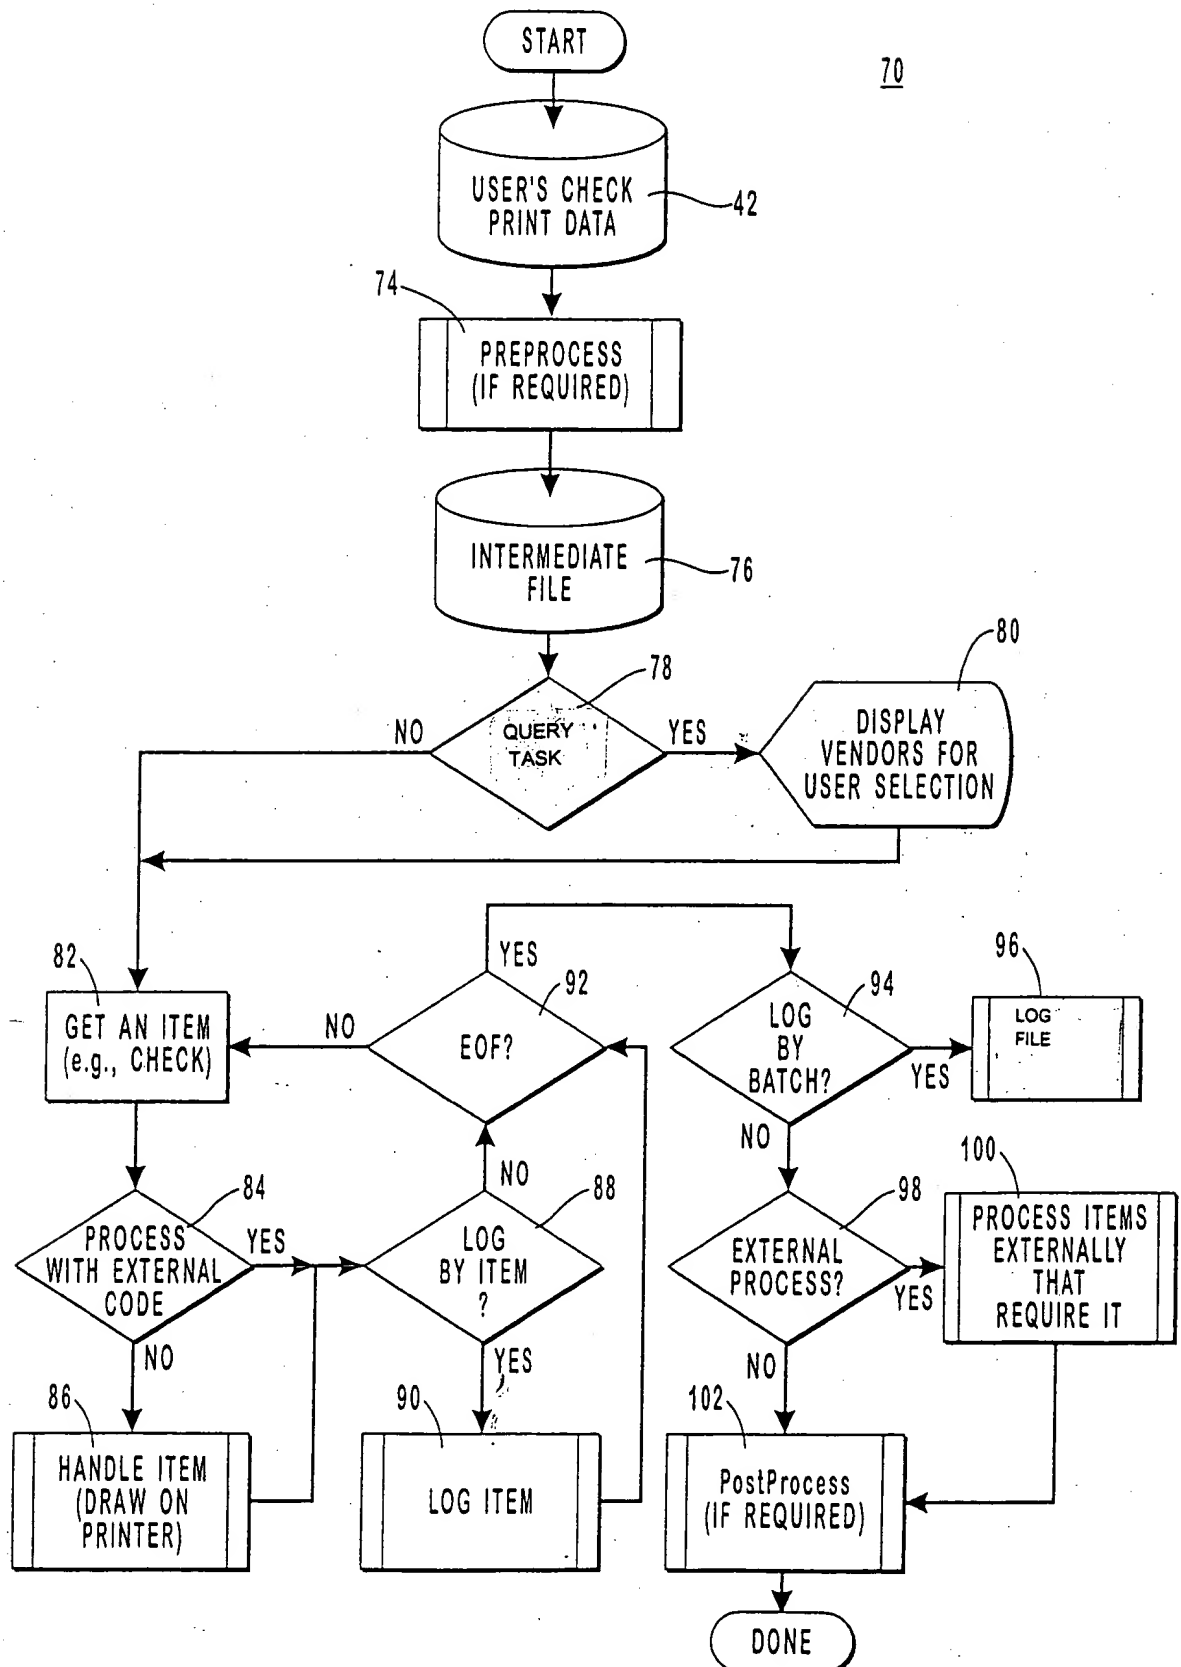 START
70
USER'S CHECK
PRINT DATA
42
74
PREPROCESS
(IF REQUIRED)
INTERMEDIATE
FILE
76
78
QUERY
TASK
NO
YES
80
DISPLAY
VENDORS FOR
USER SELECTION
82
GET AN ITEM
(e.g., CHECK)
NO
YES
92
EOF?
94
LOG
BY
BATCH?
YES
NO
96
LOG
FILE
84
PROCESS
WITH EXTERNAL
CODE
YES
NO
88
LOG
BY ITEM
?
NO
YES
98
EXTERNAL
PROCESS?
YES
NO
100
PROCESS ITEMS
EXTERNALLY
THAT
REQUIRE IT
86
HANDLE ITEM
(DRAW ON
PRINTER)
90
LOG ITEM
102
PostProcess
(IF REQUIRED)
DONE